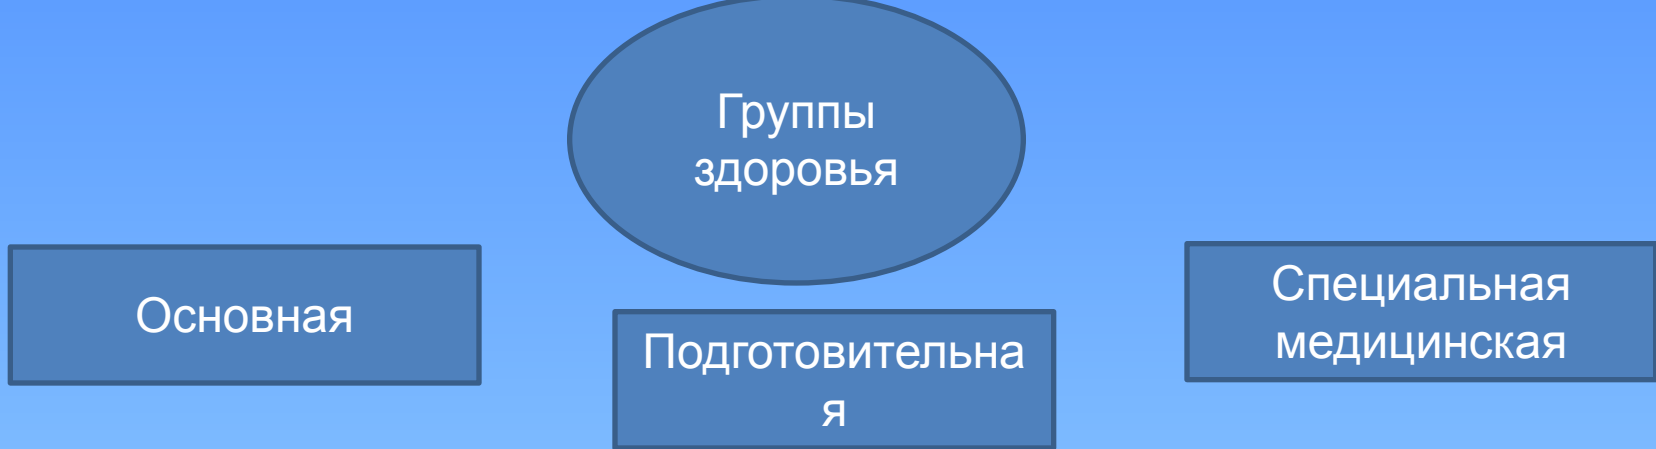 Группы
здоровья
Основная
Подготовительна
я
Специальная
медицинская